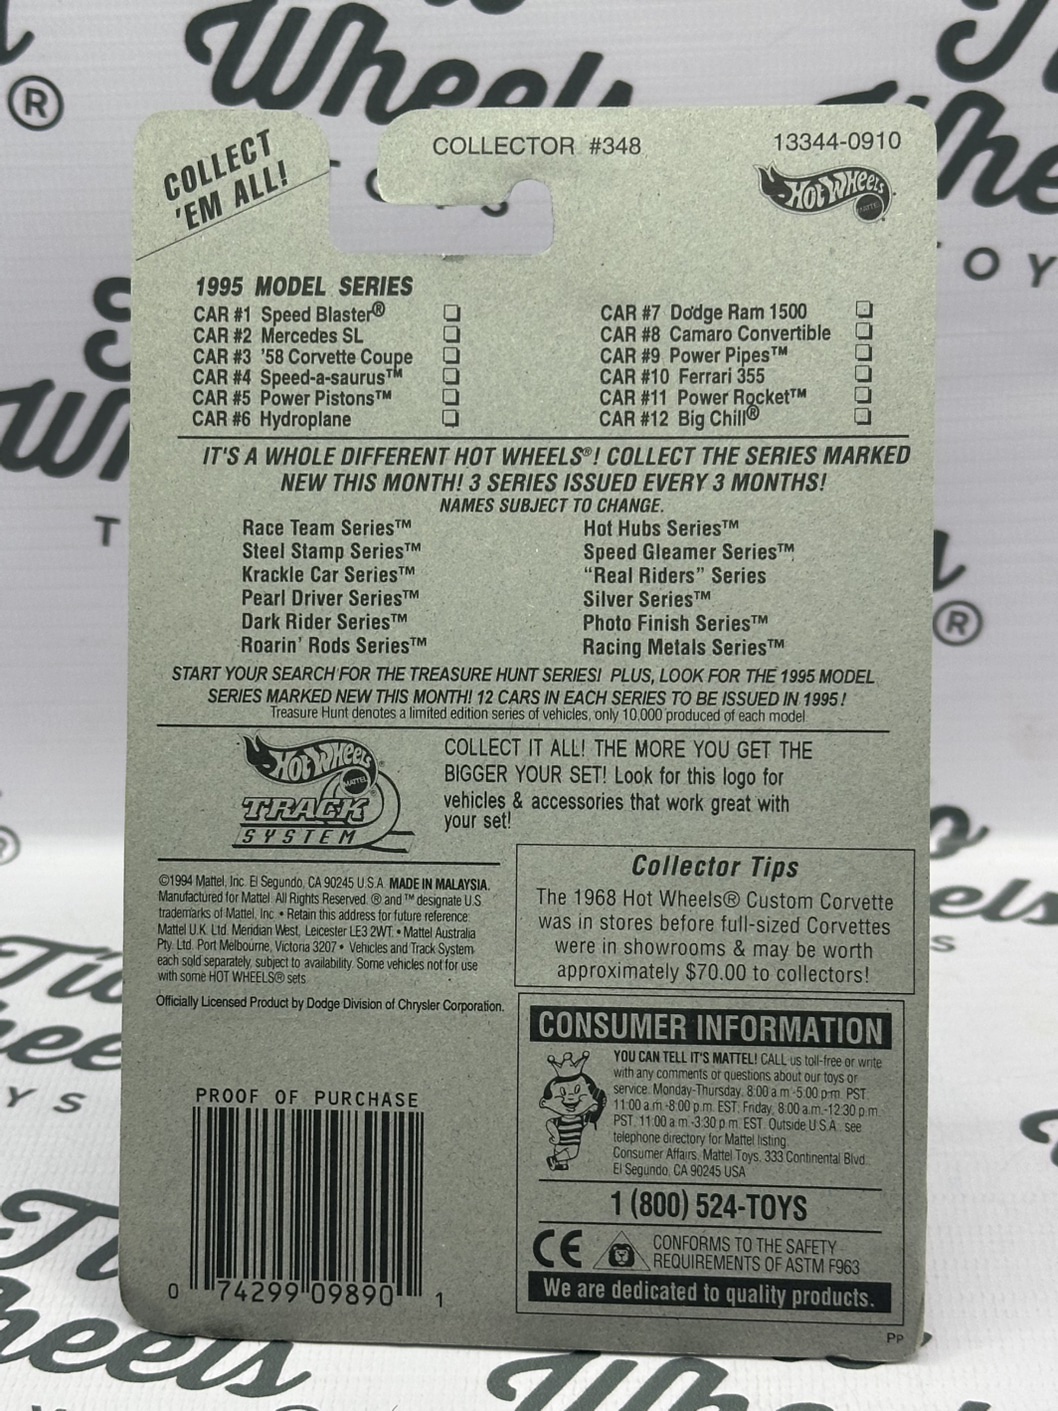 COLLECT
'EM ALL!
COLLECTOR #348
13344-0910
HOT WHEELS
MATTEL
1995 MODEL SERIES
CAR #1 Speed Blaster®
CAR #2 Mercedes SL
CAR #3 '58 Corvette Coupe
CAR #4 Speed-a-saurus™
CAR #5 Power Pistons™
CAR #6 Hydroplane
CAR #7 Dodge Ram 1500
CAR #8 Camaro Convertible
CAR #9 Power Pipes™
CAR #10 Ferrari 355
CAR #11 Power Rocket™
CAR #12 Big Chill®
IT'S A WHOLE DIFFERENT HOT WHEELS®! COLLECT THE SERIES MARKED
NEW THIS MONTH! 3 SERIES ISSUED EVERY 3 MONTHS!
NAMES SUBJECT TO CHANGE.
Race Team Series™
Steel Stamp Series™
Krackle Car Series™
Pearl Driver Series™
Dark Rider Series™
Roarin' Rods Series™
Hot Hubs Series™
Speed Gleamer Series™
"Real Riders" Series
Silver Series™
Photo Finish Series™
Racing Metals Series™
START YOUR SEARCH FOR THE TREASURE HUNT SERIES! PLUS, LOOK FOR THE 1995 MODEL
SERIES MARKED NEW THIS MONTH! 12 CARS IN EACH SERIES TO BE ISSUED IN 1995!
Treasure Hunt denotes a limited edition series of vehicles, only 10,000 produced of each model
HOT WHEELS
MATTEL
TRACK
SYSTEM
COLLECT IT ALL! THE MORE YOU GET THE
BIGGER YOUR SET! Look for this logo for
vehicles & accessories that work great with
your set!
©1994 Mattel, Inc. El Segundo, CA 90245 U.S.A. MADE IN MALAYSIA.
Manufactured for Mattel. All Rights Reserved. ® and ™ designate U.S.
trademarks of Mattel, Inc. • Retain this address for future reference:
Mattel U.K. Ltd. Meridian West, Leicester LE3 2WT. • Mattel Australia
Pty. Ltd. Port Melbourne, Victoria 3207 • Vehicles and Track System
each sold separately, subject to availability. Some vehicles not for use
with some HOT WHEELS® sets.
Officially Licensed Product by Dodge Division of Chrysler Corporation.
Collector Tips
The 1968 Hot Wheels® Custom Corvette
was in stores before full-sized Corvettes
were in showrooms & may be worth
approximately $70.00 to collectors!
CONSUMER INFORMATION
YOU CAN TELL IT'S MATTEL! CALL us toll-free or write
with any comments or questions about our toys or
service. Monday-Thursday, 8:00 a.m.-5:00 p.m. PST.
11:00 a.m.-8:00 p.m. EST; Friday, 8:00 a.m.-12:30 p.m.
PST, 11:00 a.m.-3:30 p.m. EST. Outside U.S.A. see
telephone directory for Mattel listing.
Consumer Affairs, Mattel Toys, 333 Continental Blvd.
El Segundo, CA 90245 USA
1 (800) 524-TOYS
CE
CONFORMS TO THE SAFETY
REQUIREMENTS OF ASTM F963
We are dedicated to quality products.
PROOF OF PURCHASE
0 74299 09890 1
PP
Wheels